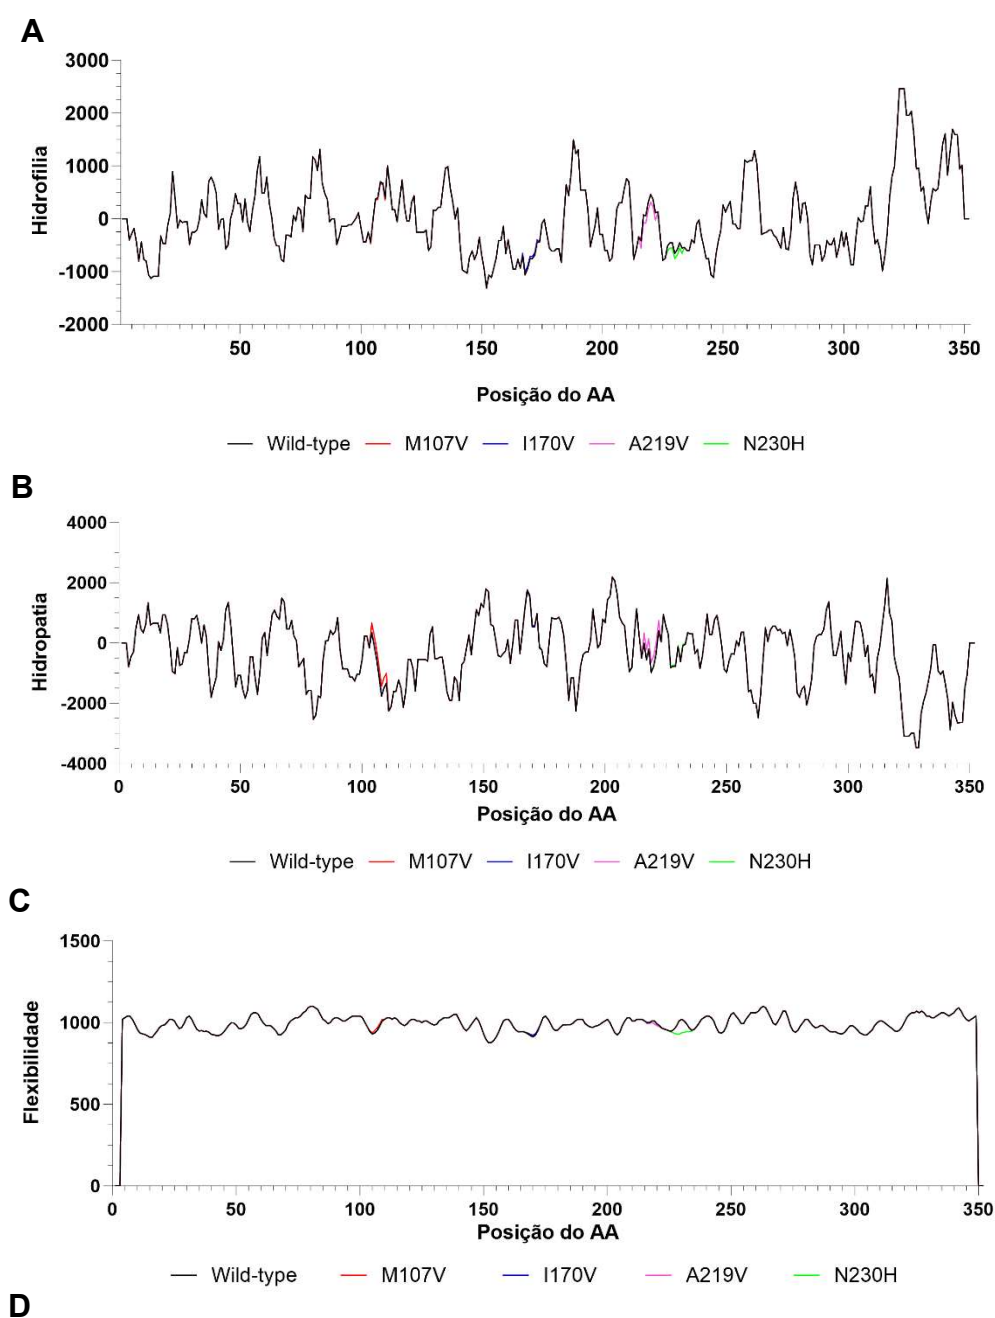 A
3000
2000
1000
0
-1000
-2000
Hidrofilia
50 100 150 200 250 300 350
Posição do AA
Wild-type M107V I170V A219V N230H
B
4000
2000
0
-2000
-4000
Hidropatia
0 50 100 150 200 250 300 350
Posição do AA
Wild-type M107V I170V A219V N230H
C
1500
1000
500
0
Flexibilidade
0 50 100 150 200 250 300 350
Posição do AA
Wild-type M107V I170V A219V N230H
D